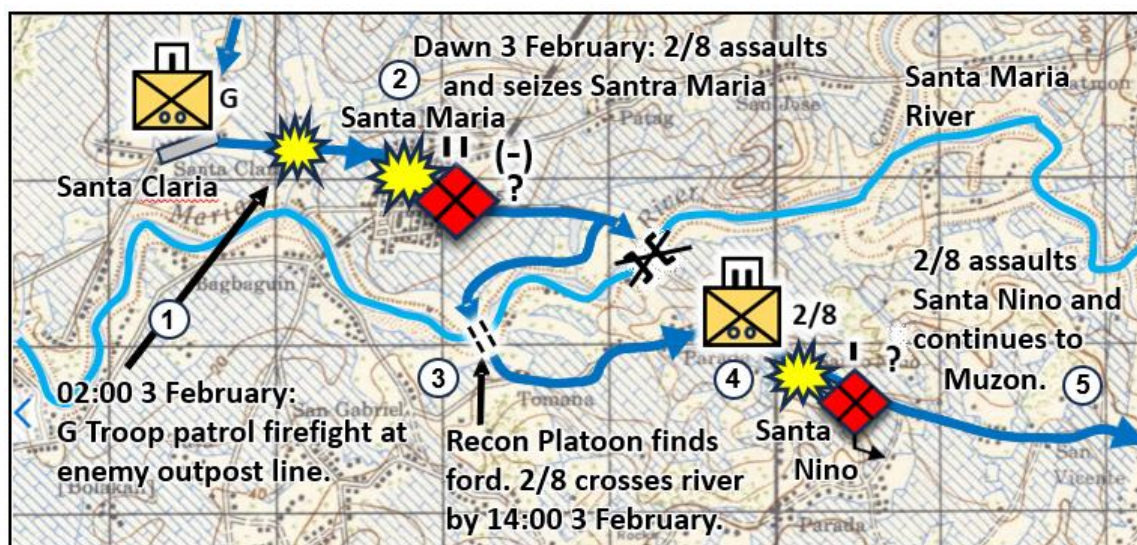 Dawn 3 February: 2/8 assaults
and seizes Santra Maria
2
G
Santa Maria
(-)
?
Santa Maria
River
San Jose
Patag
Santa Claria
Maria
River
Bagbaguin
1
2/8 assaults
Santa Nino and
continues to
Muzon.
5
2/8
?
3
4
02:00 3 February:
G Troop patrol firefight at
enemy outpost line.
San Gabriel
Tomana
Recon Platoon finds
ford. 2/8 crosses river
by 14:00 3 February.
Santa
Nino
San
Vicente
[Bolakan]
Parada